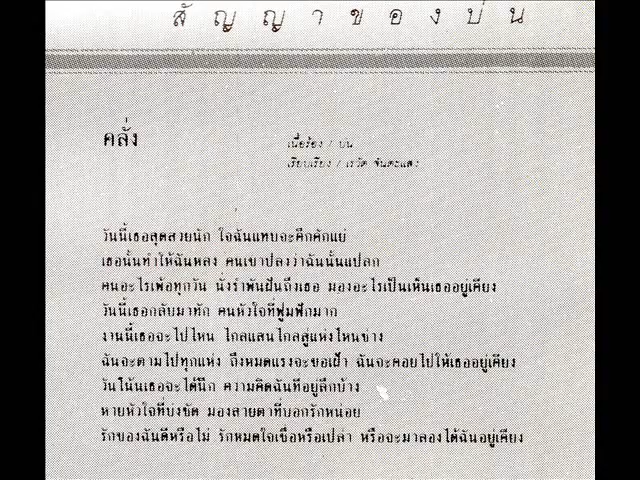 สัญญาของบ่น
คลั่ง
เนื้อร้อง / บ่น
เรียบเรียง / เรวัต จันตะแสง
วันนี้เธอสุดสวยนัก ใจฉันแทบจะคึกคักแย่
เธอนั้นทำให้ฉันหลง คนเขาปลงว่าฉันนั้นแปลก
คนอะไรเพ้อทุกวัน นั่งรำพันฝันถึงเธอ มองอะไรเป็นเห็นเธออยู่เคียง
วันนี้เธอกลับมาทัก คนหัวใจที่ฟูมฟักมาก
งานนี้เธอจะไปไหน ไกลแสนไกลสู่แห่งไหนข้าง
ฉันจะตามไปทุกแห่ง ถึงหมดแรงจะขอเฝ้า ฉันจะคอยไปให้เธออยู่เคียง
วันโน้นเธอจะได้นึก ความคิดฉันที่อยู่ลึกบ้าง
หายหัวใจที่บ่งชัด มองสายตาที่บอกรักหน่อย
รักของฉันดีหรือไม่ รักหมดใจเชื่อหรือเปล่า หรือจะมาลองได้ฉันอยู่เคียง